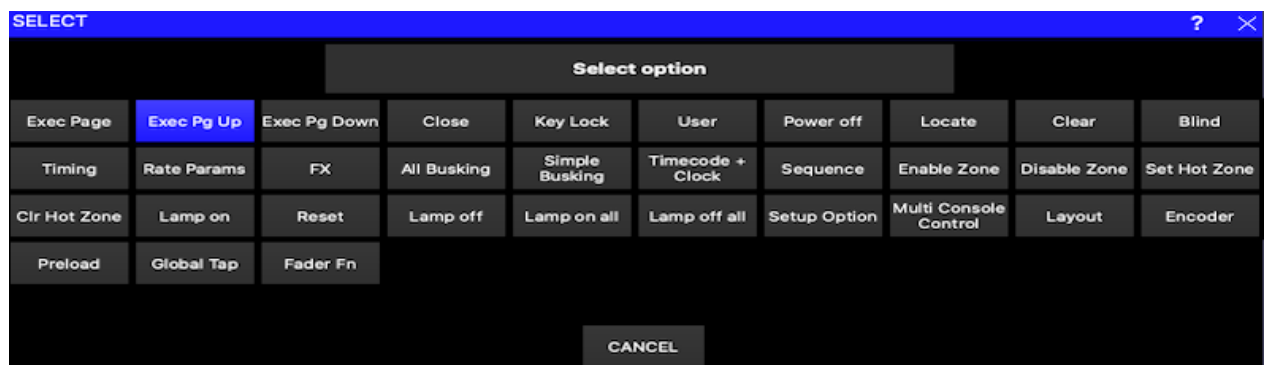 SELECT ? ×
Select option
Exec Page Exec Pg Up Exec Pg Down Close Key Lock User Power off Locate Clear Blind
Timing Rate Params FX All Busking Simple Busking Timecode + Clock Sequence Enable Zone Disable Zone Set Hot Zone
Clr Hot Zone Lamp on Reset Lamp off Lamp on all Lamp off all Setup Option Multi Console Control Layout Encoder
Preload Global Tap Fader Fn
CANCEL